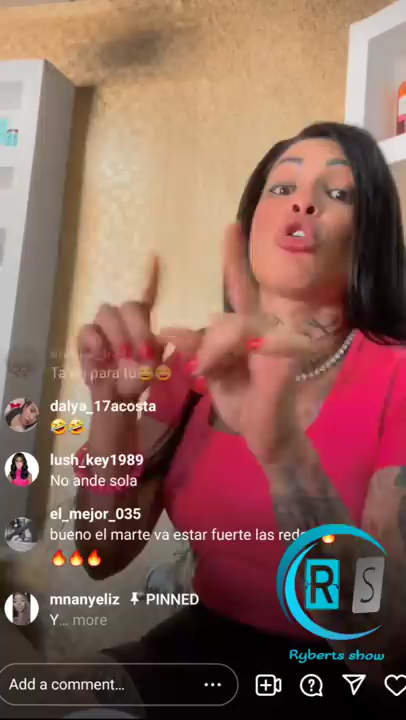 Ta
para tu😂😂
dalya_17acosta
🤣🤣
lush_key1989
No ande sola
el_mejor_035
bueno el marte va estar fuerte las rede
🔥🔥🔥
mnanyeliz 📌 PINNED
Y... more
R S
Ryberts show
Add a comment...